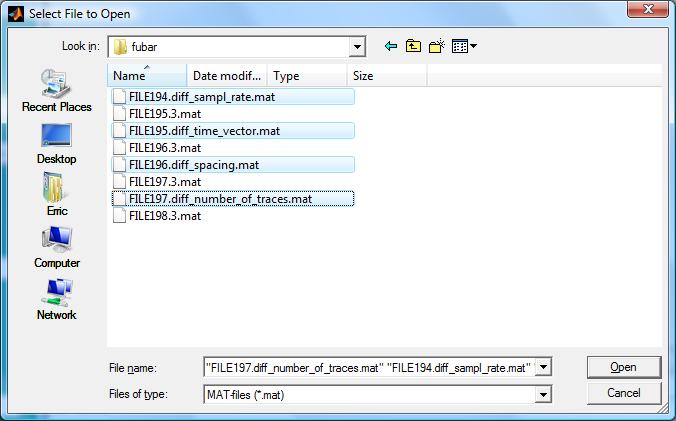 Select File to Open
Look in: fubar
Name Date modif... Type Size
FILE194.diff_sampl_rate.mat
FILE195.3.mat
FILE195.diff_time_vector.mat
FILE196.3.mat
FILE196.diff_spacing.mat
FILE197.3.mat
FILE197.diff_number_of_traces.mat
FILE198.3.mat
Recent Places
Desktop
Erric
Computer
Network
File name: "FILE197.diff_number_of_traces.mat" "FILE194.diff_sampl_rate.mat" Open
Files of type: MAT-files (*.mat) Cancel